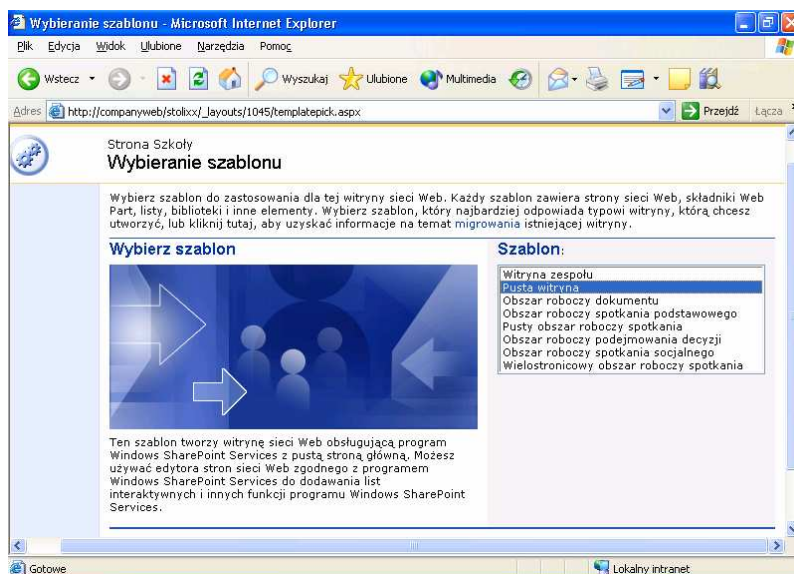 Wybieranie szablonu - Microsoft Internet Explorer
Plik Edycja Widok Ulubione Narzędzia Pomoc
Wstecz Wyszukaj Ulubione Multimedia
Adres http://companyweb/stolixx/_layouts/1045/templatepick.aspx Przejdź Łącza
Strona Szkoły
Wybieranie szablonu
Wybierz szablon do zastosowania dla tej witryny sieci Web. Każdy szablon zawiera strony sieci Web, składniki Web
Part, listy, biblioteki i inne elementy. Wybierz szablon, który najbardziej odpowiada typowi witryny, którą chcesz
utworzyć, lub kliknij tutaj, aby uzyskać informacje na temat migrowania istniejącej witryny.
Wybierz szablon
Szablon:
Witryna zespołu
Pusta witryna
Obszar roboczy dokumentu
Obszar roboczy spotkania podstawowego
Pusty obszar roboczy spotkania
Obszar roboczy podejmowania decyzji
Obszar roboczy spotkania socjalnego
Wielostronicowy obszar roboczy spotkania
Ten szablon tworzy witrynę sieci Web obsługującą program
Windows SharePoint Services z pustą stroną główną. Możesz
używać edytora stron sieci Web zgodnego z programem
Windows SharePoint Services do dodawania list
interaktywnych i innych funkcji programu Windows SharePoint
Services.
Gotowe Lokalny intranet